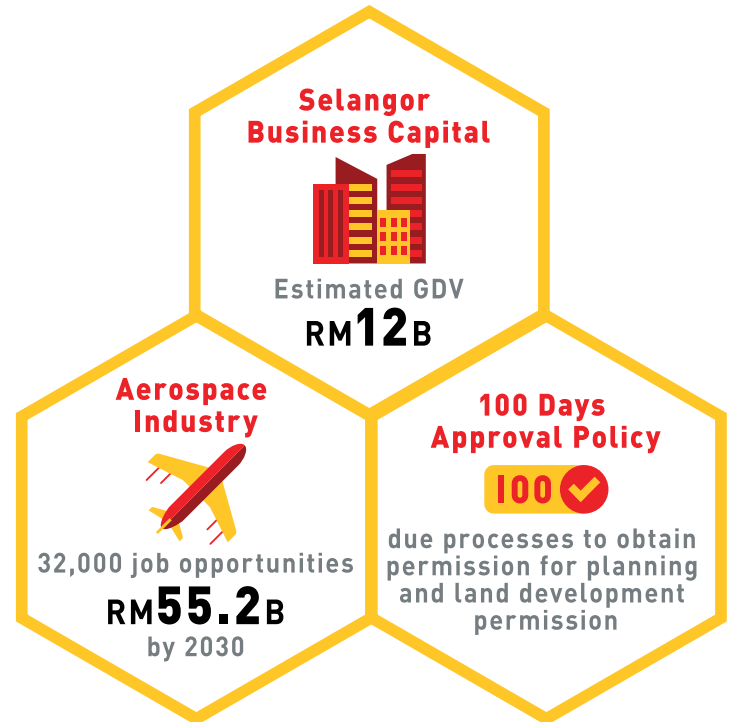 Selangor
Business Capital
Estimated GDV
RM12B
Aerospace
Industry
32,000 job opportunities
RM55.2B
by 2030
100 Days
Approval Policy
100
due processes to obtain
permission for planning
and land development
permission